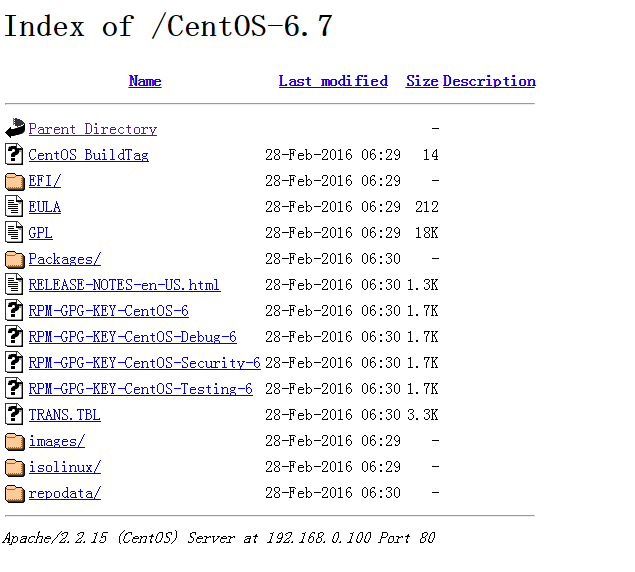 Index of /CentOS-6.7
Name Last modified Size Description
Parent Directory -
CentOS_BuildTag 28-Feb-2016 06:29 14
EFI/ 28-Feb-2016 06:29 -
EULA 28-Feb-2016 06:29 212
GPL 28-Feb-2016 06:29 18K
Packages/ 28-Feb-2016 06:30 -
RELEASE-NOTES-en-US.html 28-Feb-2016 06:30 1.3K
RPM-GPG-KEY-CentOS-6 28-Feb-2016 06:30 1.7K
RPM-GPG-KEY-CentOS-Debug-6 28-Feb-2016 06:30 1.7K
RPM-GPG-KEY-CentOS-Security-6 28-Feb-2016 06:30 1.7K
RPM-GPG-KEY-CentOS-Testing-6 28-Feb-2016 06:30 1.7K
TRANS.TBL 28-Feb-2016 06:30 3.3K
images/ 28-Feb-2016 06:29 -
isolinux/ 28-Feb-2016 06:29 -
repodata/ 28-Feb-2016 06:30 -
Apache/2.2.15 (CentOS) Server at 192.168.0.100 Port 80